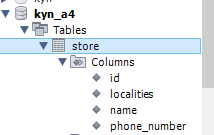 kyn_a4
Tables
store
Columns
id
localities
name
phone_number